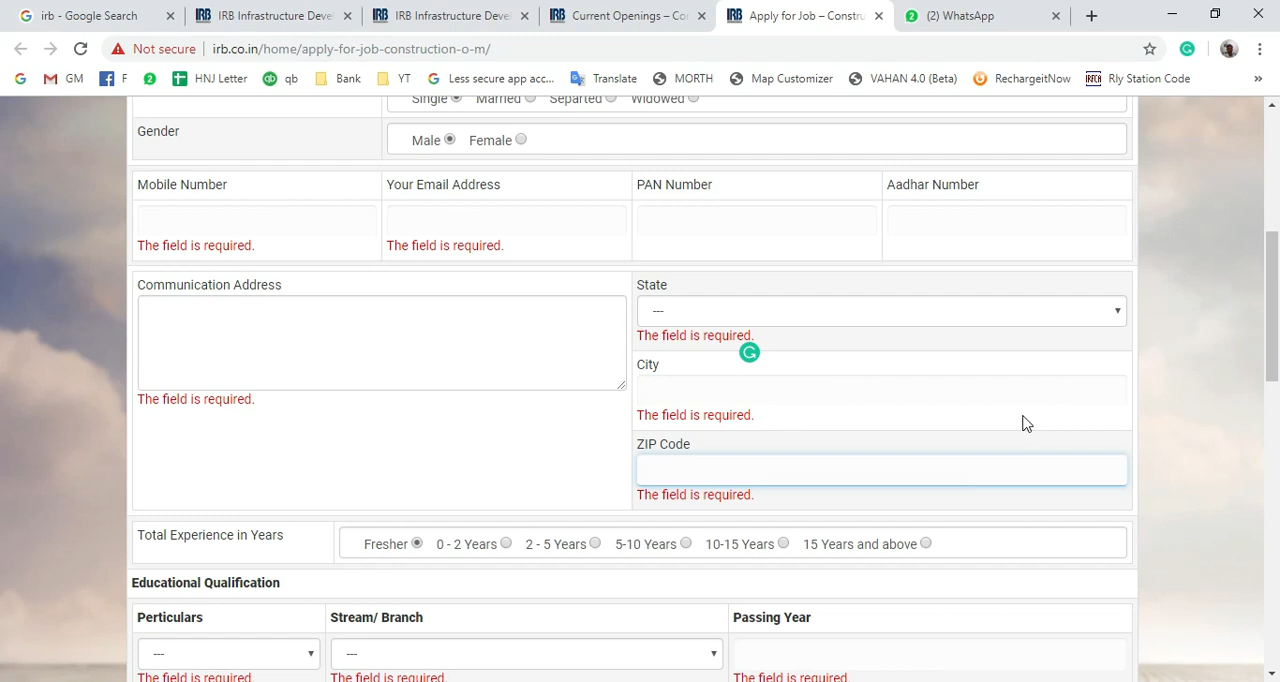 irb - Google Search
IRB Infrastructure Deve
IRB Infrastructure Deve
Current Openings – Co
Apply for Job – Constru
(2) WhatsApp
Not secure
irb.co.in/home/apply-for-job-construction-o-m/
GM
F
HNJ Letter
qb
Bank
YT
Less secure app acc...
Translate
MORTH
Map Customizer
VAHAN 4.0 (Beta)
RechargeitNow
Rly Station Code
»
Single Married Separted Widowed
Gender
Male Female
Mobile Number
Your Email Address
PAN Number
Aadhar Number
The field is required.
The field is required.
Communication Address
The field is required.
State
---
The field is required.
City
The field is required.
ZIP Code
The field is required.
Total Experience in Years
Fresher 0 - 2 Years 2 - 5 Years 5-10 Years 10-15 Years 15 Years and above
Educational Qualification
Perticulars
Stream/ Branch
Passing Year
---
---
The field is required.
The field is required.
The field is required.